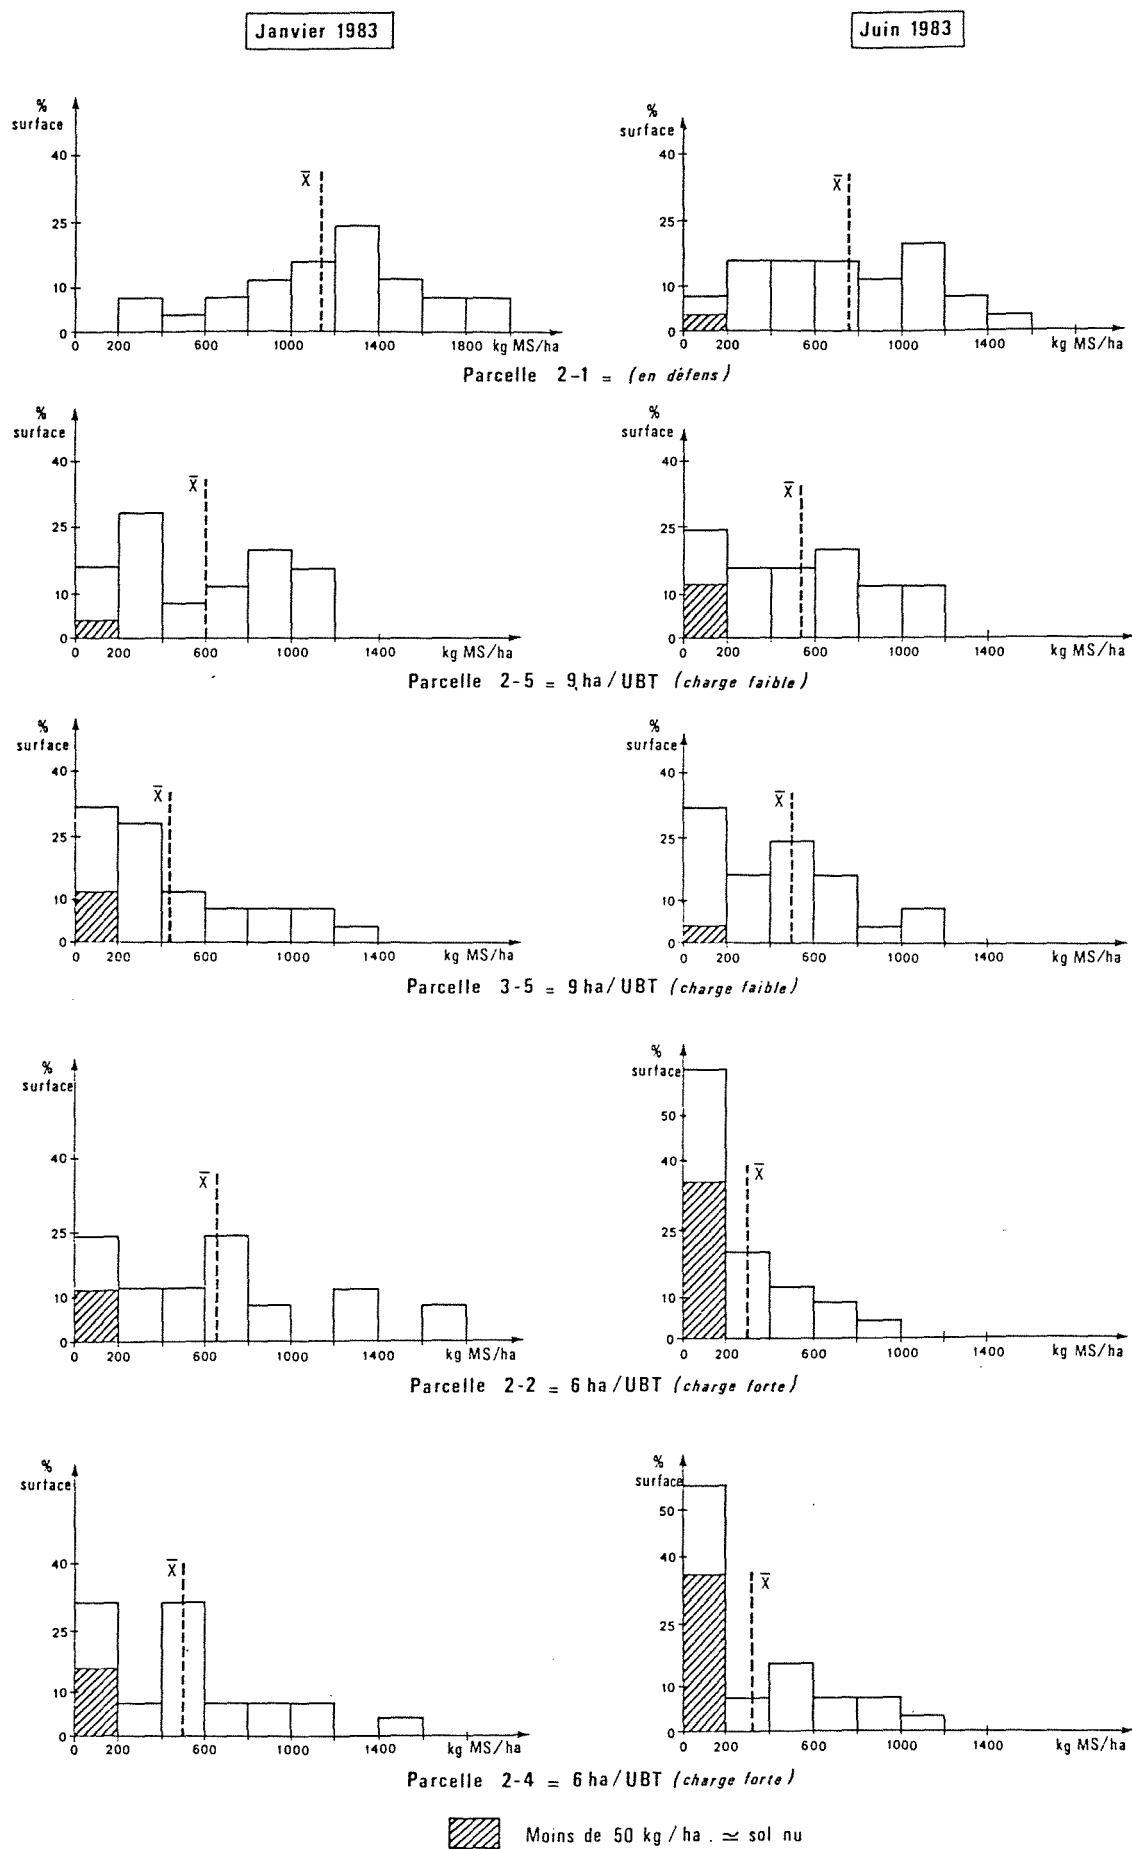 Janvier 1983
Juin 1983
% surface
40
25
10
0
X̄
200 600 1000 1400 1800 kg MS/ha
% surface
40
25
10
0
X̄
0 200 600 1000 kg MS/ha
Parcelle 2-1 = (en défens)
% surface
40
25
10
0
X̄
200 600 1000 1400 kg MS/ha
% surface
40
25
10
0
X̄
0 200 600 1000 1400 kg MS/ha
Parcelle 2-5 = 9 ha/UBT (charge faible)
% surface
40
25
10
0
X̄
0 200 600 1000 1400 kg MS/ha
% surface
40
25
10
0
X̄
0 200 600 1000 1400 kg MS/ha
Parcelle 3-5 = 9 ha/UBT (charge faible)
% surface
40
25
10
0
X̄
0 200 600 1000 1400 kg MS/ha
% surface
50
40
25
10
0
X̄
0 200 600 1000 1400 kg MS/ha
Parcelle 2-2 = 6 ha/UBT (charge forte)
% surface
40
25
10
0
X̄
0 200 600 1000 1400 kg MS/ha
% surface
50
40
25
10
0
X̄
0 200 600 1000 1400 kg MS/ha
Parcelle 2-4 = 6 ha/UBT (charge forte)
Moins de 50 kg/ha . ≃ sol nu